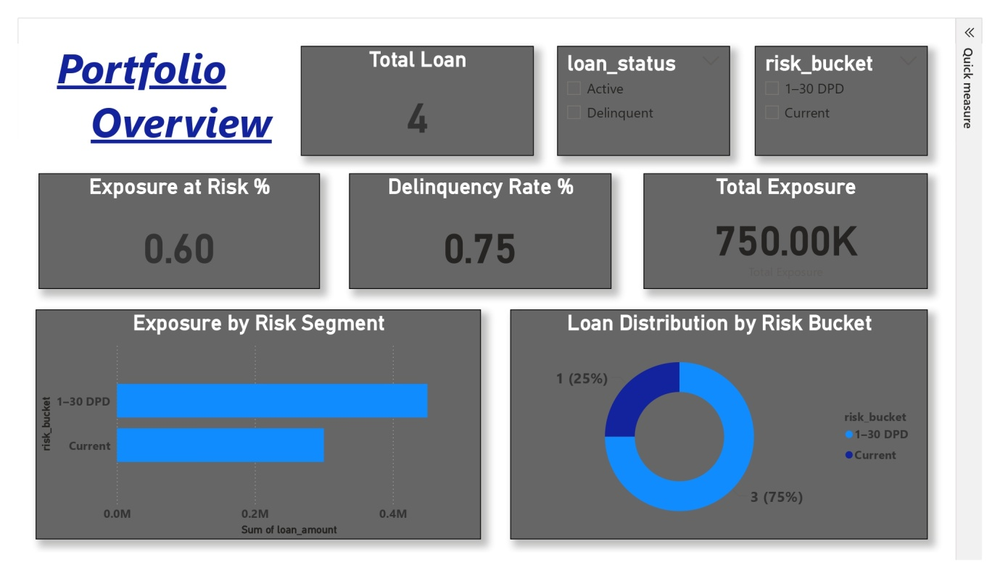 Portfolio
Overview
Total Loan
4
loan_status
Active
Delinquent
risk_bucket
1–30 DPD
Current
Quick measure
Exposure at Risk %
0.60
Delinquency Rate %
0.75
Total Exposure
750.00K
Total Exposure
Exposure by Risk Segment
risk_bucket
1–30 DPD
Current
0.0M
0.2M
0.4M
Sum of loan_amount
Loan Distribution by Risk Bucket
1 (25%)
3 (75%)
risk_bucket
1–30 DPD
Current